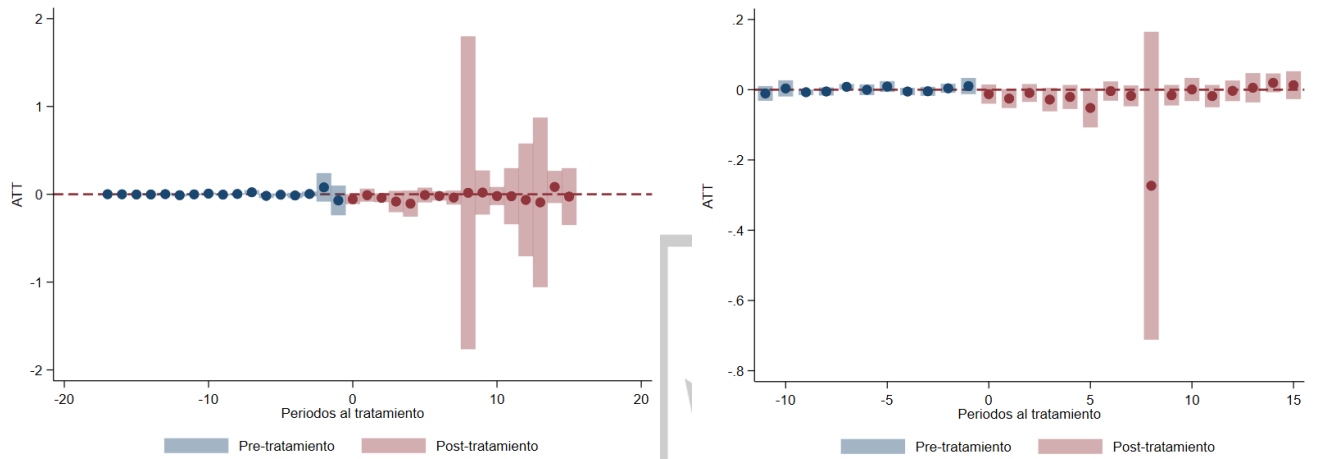 2
1
0
-1
-2
ATT
-20
-10
0
10
20
Periodos al tratamiento
Pre-tratamiento
Post-tratamiento
.2
0
-.2
-.4
-.6
-.8
ATT
-10
-5
0
5
10
15
Periodos al tratamiento
Pre-tratamiento
Post-tratamiento